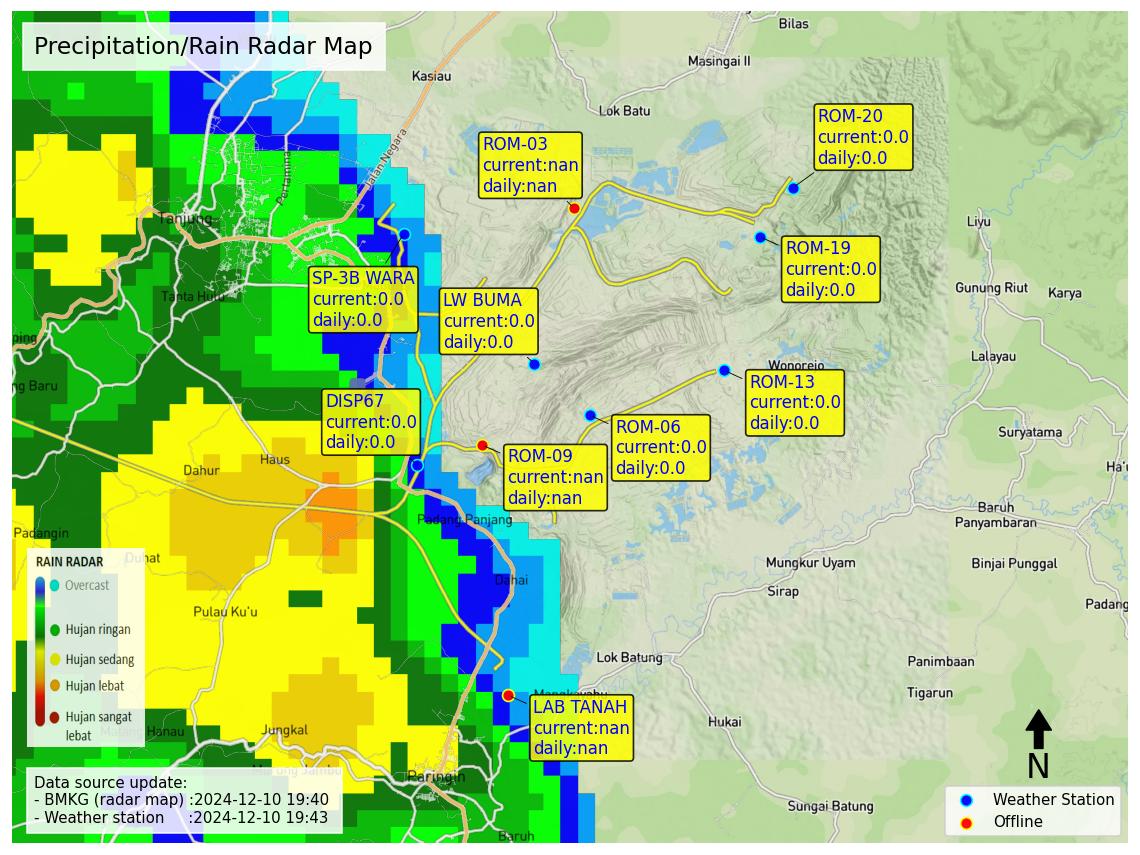 Precipitation/Rain Radar Map
Bilas
Masingai II
Kasiau
Lok Batu
ROM-20
current:0.0
daily:0.0
ROM-03
current:nan
daily:nan
Jalan Negara
Pertamina
Tanjung
Liyu
ROM-19
current:0.0
daily:0.0
SP-3B WARA
current:0.0
daily:0.0
LW BUMA
current:0.0
daily:0.0
Gunung Riut
Karya
ping
Lalayau
Wonorejo
ng Baru
ROM-13
current:0.0
daily:0.0
DISP67
current:0.0
daily:0.0
ROM-06
current:0.0
daily:0.0
Suryatama
ROM-09
current:nan
daily:nan
Haus
Dahur
Baruh
Panyambaran
Padang Panjang
Padangin
Mungkur Uyam
Binjai Punggal
Dahai
Sirap
Padang
Pulau Ku'u
RAIN RADAR
Overcast
Hujan ringan
Hujan sedang
Hujan lebat
Hujan sangat
lebat
Lok Batung
Panimbaan
Tigarun
LAB TANAH
current:nan
daily:nan
Hukai
Hanau
Jungkal
Paringin
Data source update:
- BMKG (radar map) :2024-12-10 19:40
- Weather station :2024-12-10 19:43
Sungai Batung
Baruh
N
Weather Station
Offline